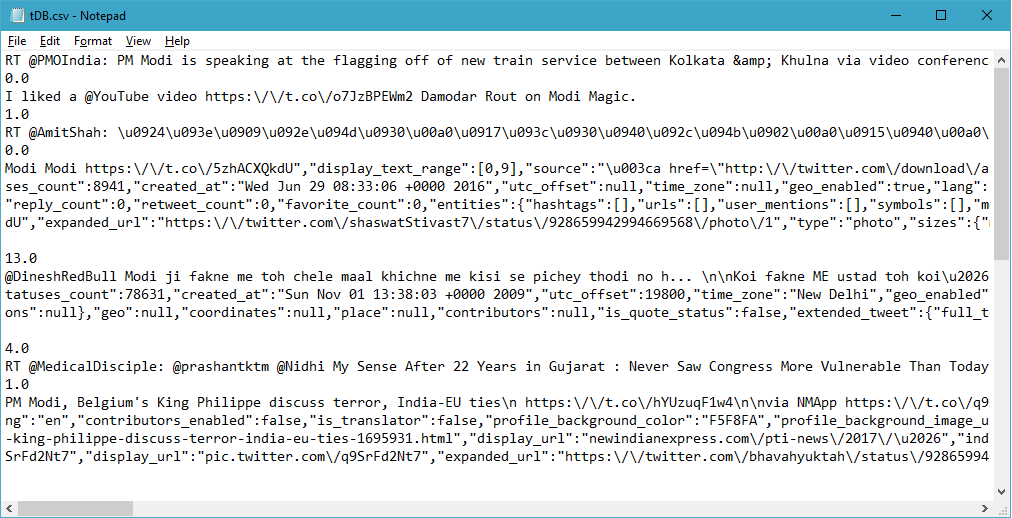 tDB.csv - Notepad
File Edit Format View Help
RT @PMOIndia: PM Modi is speaking at the flagging off of new train service between Kolkata &amp; Khulna via video conferenc
0.0
I liked a @YouTube video https:\/\/t.co\/o7JzBPEWm2 Damodar Rout on Modi Magic.
1.0
RT @AmitShah: \u0924\u093e\u0909\u092e\u094d\u0930\u00a0\u0917\u093c\u0930\u0940\u092c\u094b\u0902\u00a0\u0915\u0940\u00a0\
0.0
Modi Modi https:\/\/t.co\/5zhACXQkdU","display_text_range":[0,9],"source":"\u003ca href=\"http:\/\/twitter.com\/download\/a
ses_count":8941,"created_at":"Wed Jun 29 08:33:06 +0000 2016","utc_offset":null,"time_zone":null,"geo_enabled":true,"lang":
"reply_count":0,"retweet_count":0,"favorite_count":0,"entities":{"hashtags":[],"urls":[],"user_mentions":[],"symbols":[],"m
dU","expanded_url":"https:\/\/twitter.com\/shaswatStivast7\/status\/928659942994669568\/photo\/1","type":"photo","sizes":{"
13.0
@DineshRedBull Modi ji fakne me toh chele maal khichne me kisi se pichey thodi no h... \n\nKoi fakne ME ustad toh koi\u2026
tatuses_count":78631,"created_at":"Sun Nov 01 13:38:03 +0000 2009","utc_offset":19800,"time_zone":"New Delhi","geo_enabled"
ons":null},"geo":null,"coordinates":null,"place":null,"contributors":null,"is_quote_status":false,"extended_tweet":{"full_t
4.0
RT @MedicalDisciple: @prashantktm @Nidhi My Sense After 22 Years in Gujarat : Never Saw Congress More Vulnerable Than Today
1.0
PM Modi, Belgium's King Philippe discuss terror, India-EU ties\n https:\/\/t.co\/hYUzuqF1w4\n\nvia NMApp https:\/\/t.co\/q9
ng":"en","contributors_enabled":false,"is_translator":false,"profile_background_color":"F5F8FA","profile_background_image_u
-king-philippe-discuss-terror-india-eu-ties-1695931.html","display_url":"newindianexpress.com\/pti-news\/2017\/\u2026","ind
SrFd2Nt7","display_url":"pic.twitter.com\/q9SrFd2Nt7","expanded_url":"https:\/\/twitter.com\/bhavahyuktah\/status\/92865994